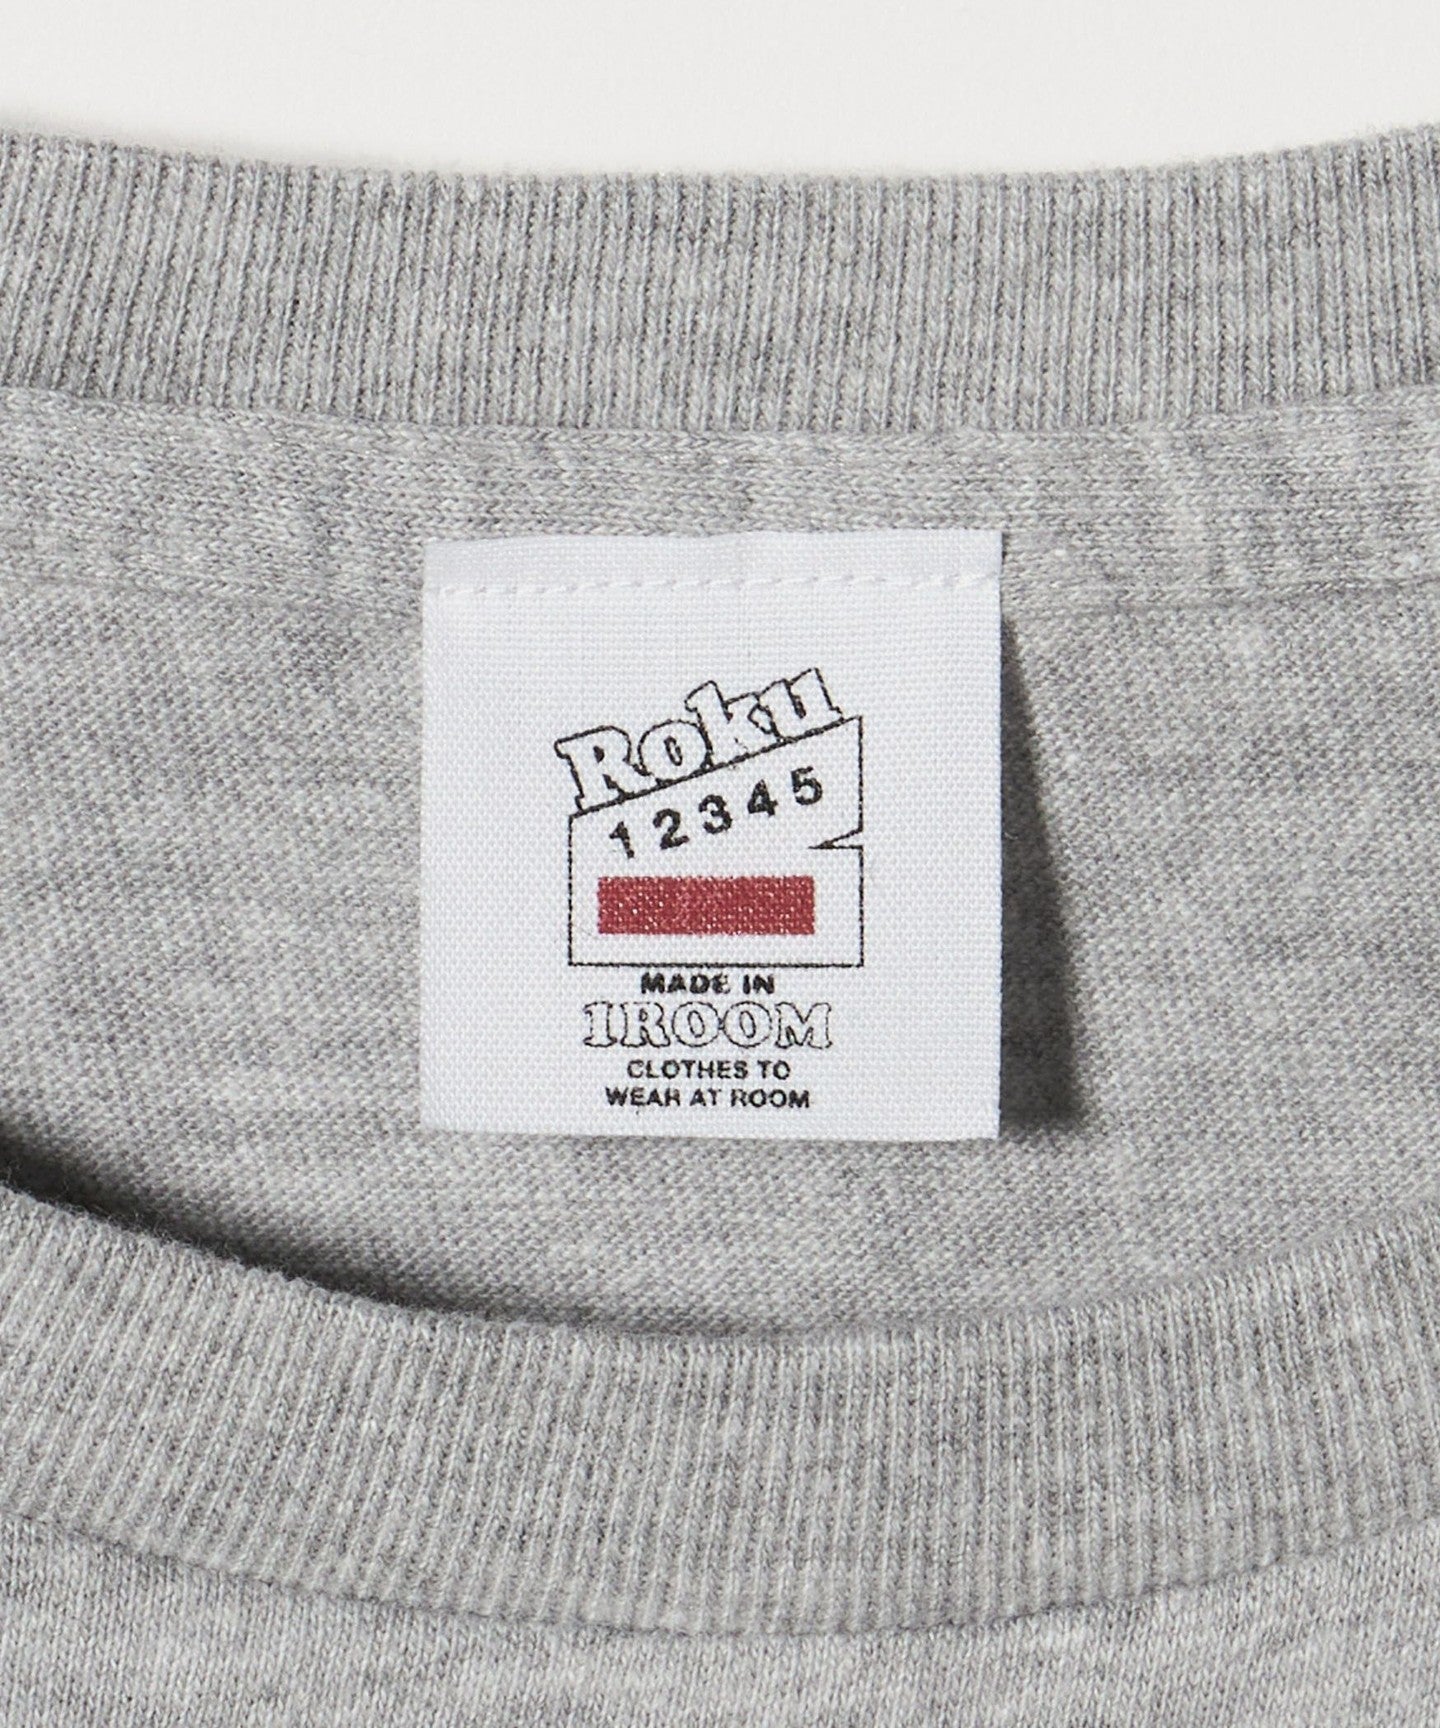 Roku
12345
MADE IN
1ROOM
CLOTHES TO
WEAR AT ROOM